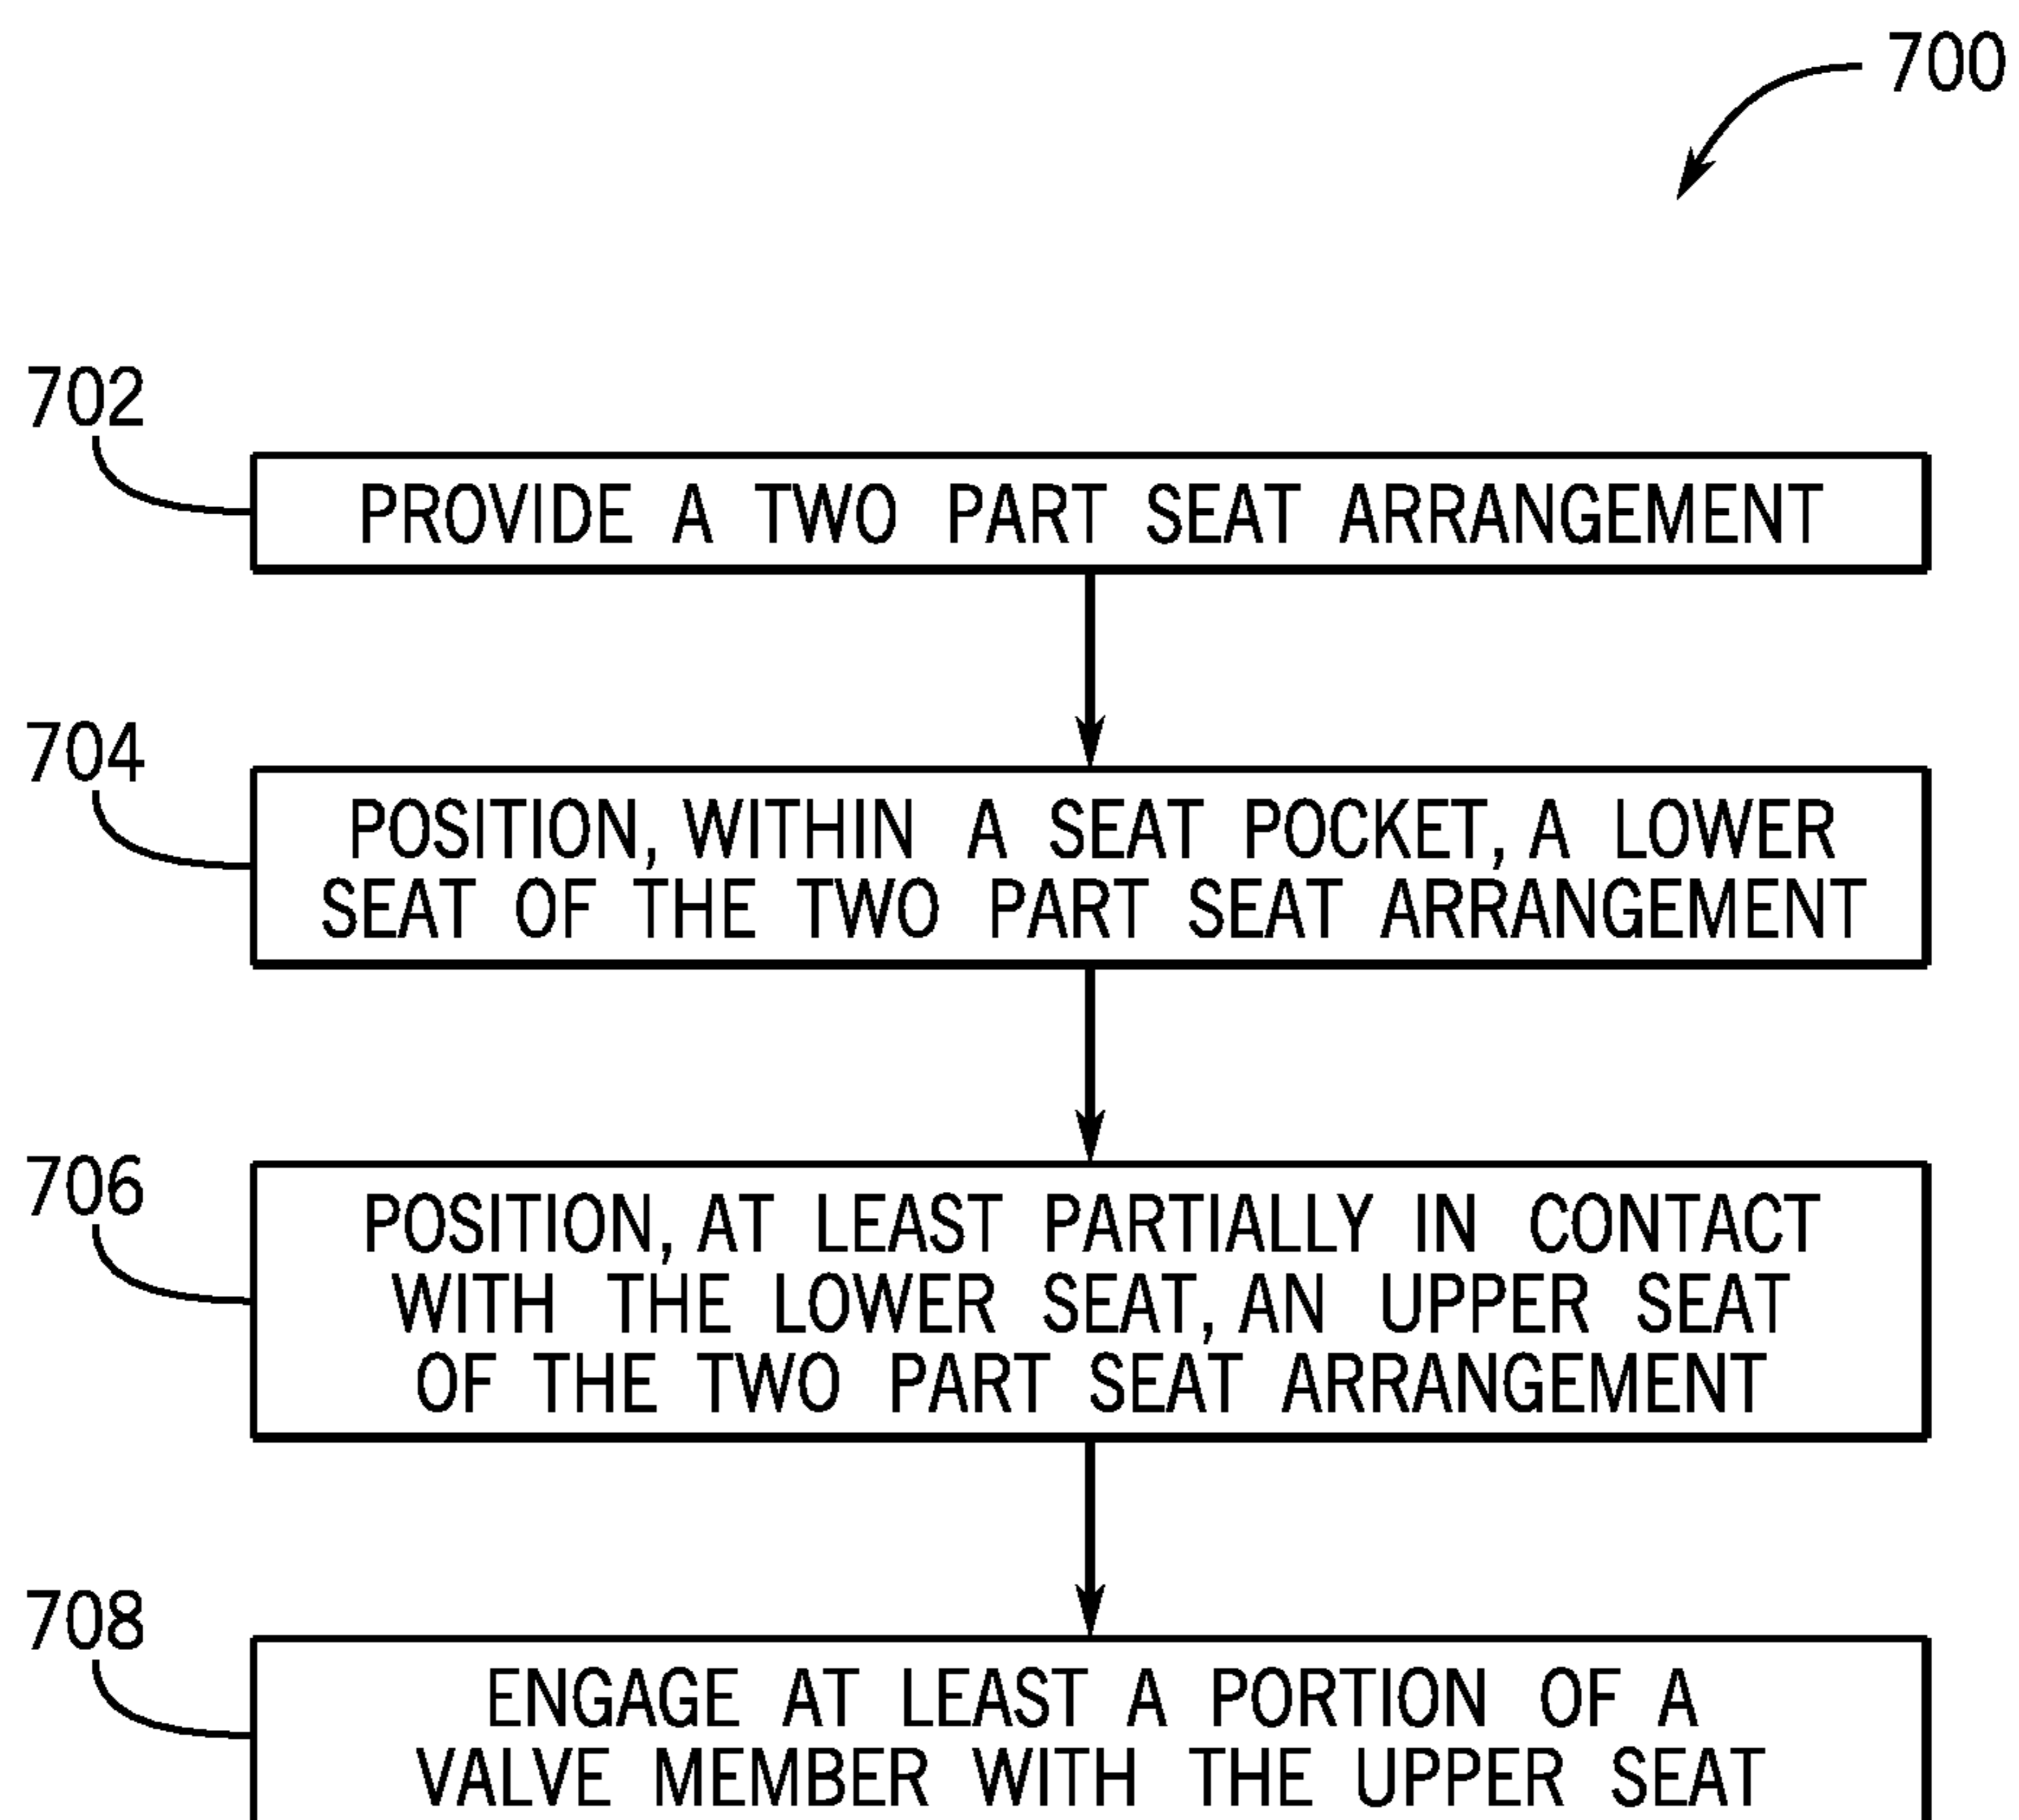 700
702
PROVIDE A TWO PART SEAT ARRANGEMENT
704
POSITION, WITHIN A SEAT POCKET, A LOWER
SEAT OF THE TWO PART SEAT ARRANGEMENT
706
POSITION, AT LEAST PARTIALLY IN CONTACT
WITH THE LOWER SEAT, AN UPPER SEAT
OF THE TWO PART SEAT ARRANGEMENT
708
ENGAGE AT LEAST A PORTION OF A
VALVE MEMBER WITH THE UPPER SEAT